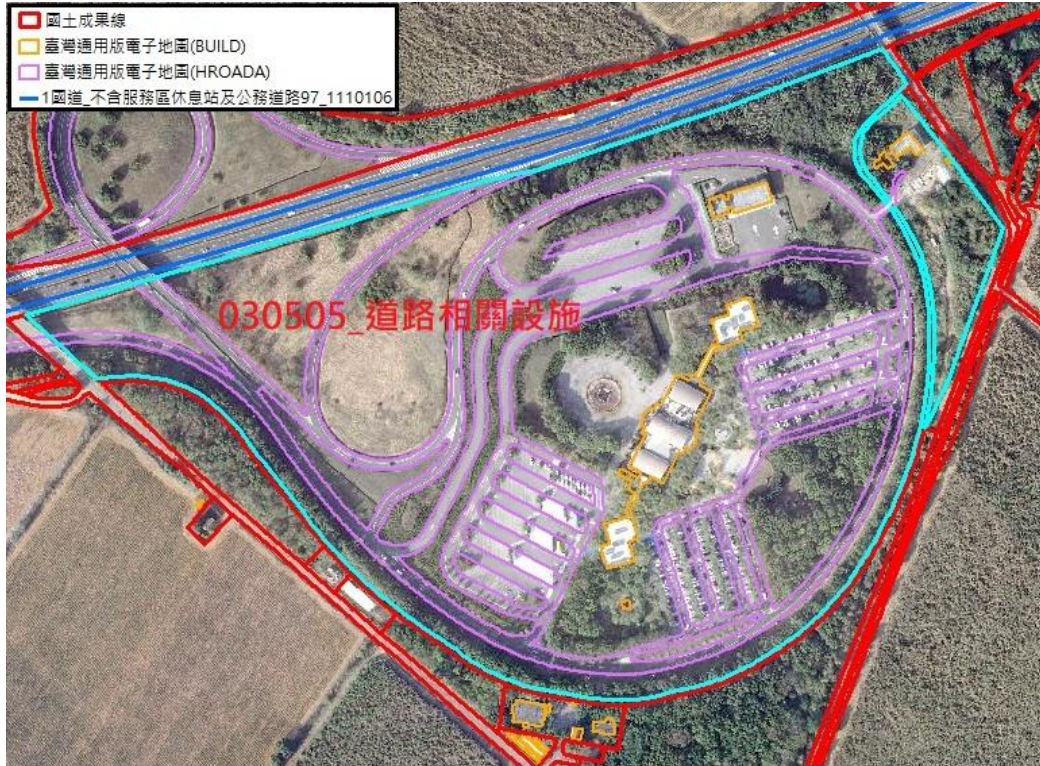 國土成果線
臺灣通用版電子地圖(BUILD)
臺灣通用版電子地圖(HROADA)
1國道_不含服務區休息站及公務道路97_1110106
030505_道路相關設施